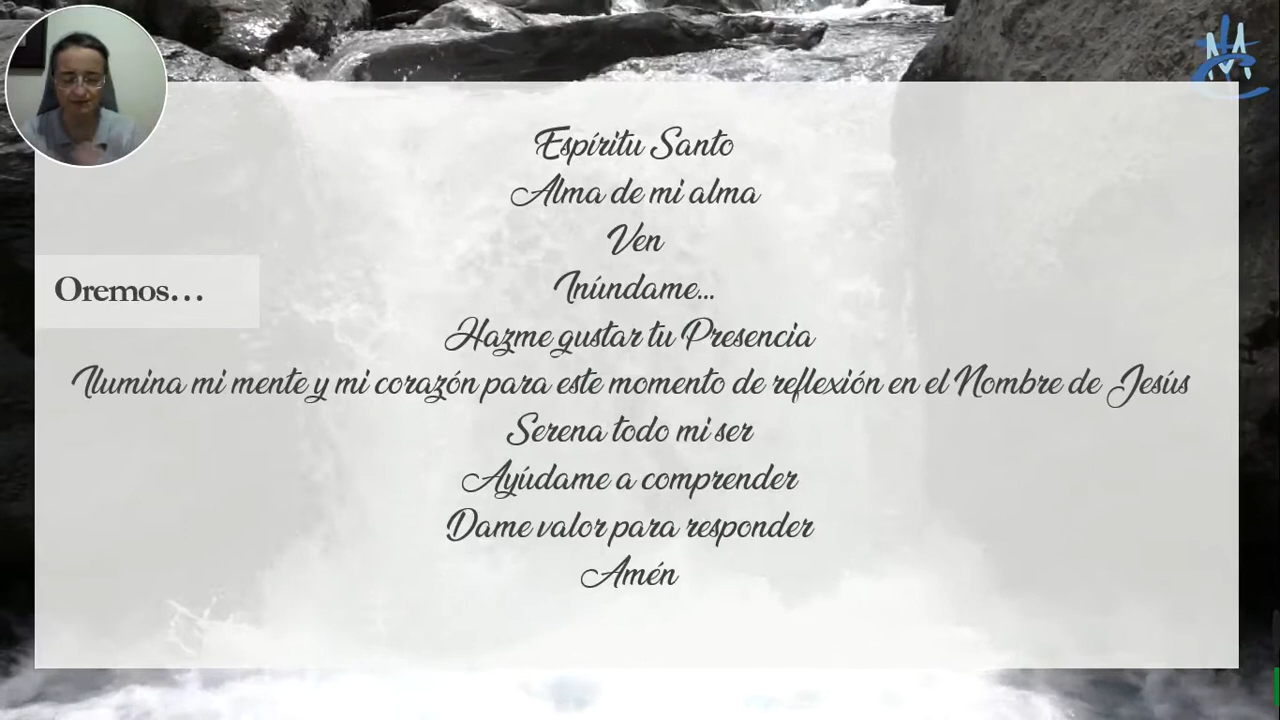 Espíritu Santo
Alma de mi alma
Ven
Inúndame...
Oremos...
Hazme gustar tu Presencia
Ilumina mi mente y mi corazón para este momento de reflexión en el Nombre de Jesús
Serena todo mi ser
Ayúdame a comprender
Dame valor para responder
Amén